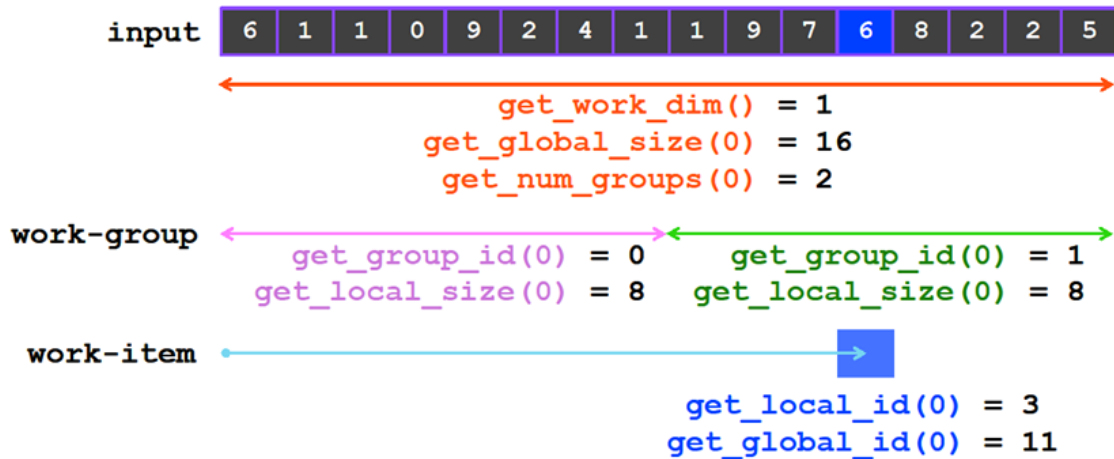 input 6 1 1 0 9 2 4 1 1 9 7 6 8 2 2 5
get_work_dim() = 1
get_global_size(0) = 16
get_num_groups(0) = 2
work-group
get_group_id(0) = 0 get_group_id(0) = 1
get_local_size(0) = 8 get_local_size(0) = 8
work-item
get_local_id(0) = 3
get_global_id(0) = 11